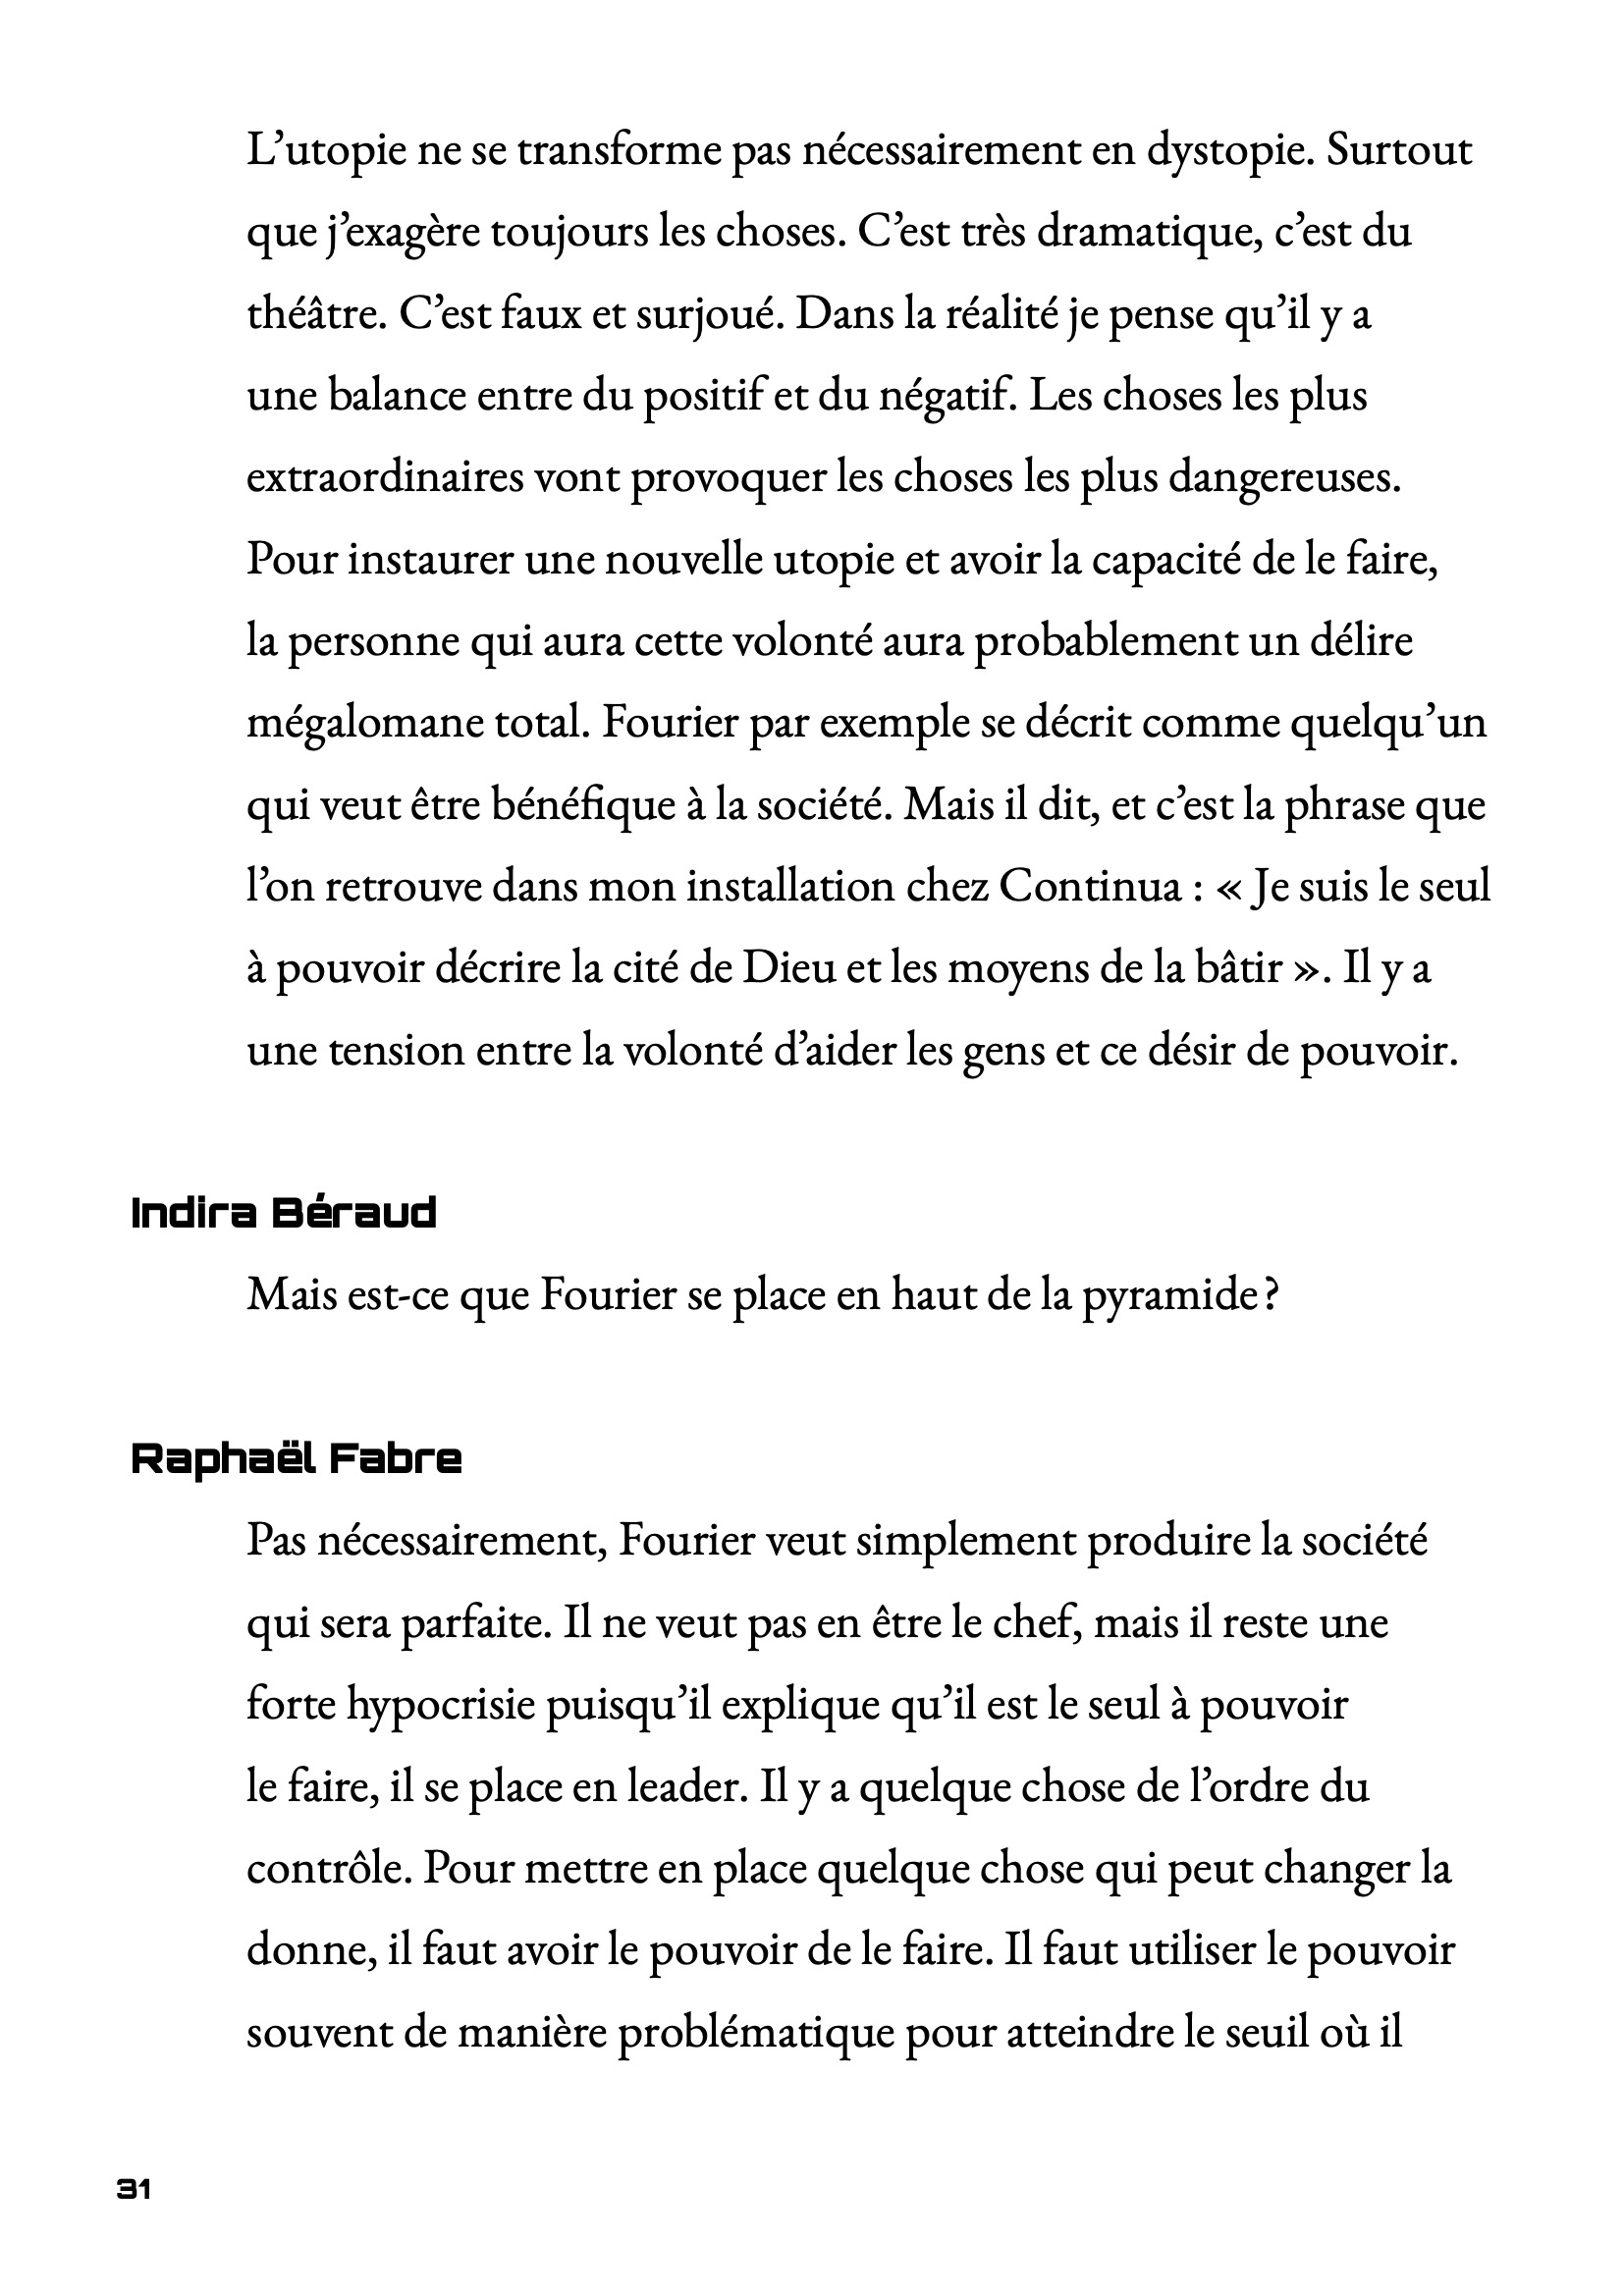 L’utopie ne se transforme pas nécessairement en dystopie. Surtout
que j’exagère toujours les choses. C’est très dramatique, c’est du
théâtre. C’est faux et surjoué. Dans la réalité je pense qu’il y a
une balance entre du positif et du négatif. Les choses les plus
extraordinaires vont provoquer les choses les plus dangereuses.
Pour instaurer une nouvelle utopie et avoir la capacité de le faire,
la personne qui aura cette volonté aura probablement un délire
mégalomane total. Fourier par exemple se décrit comme quelqu’un
qui veut être bénéfique à la société. Mais il dit, et c’est la phrase que
l’on retrouve dans mon installation chez Continua : « Je suis le seul
à pouvoir décrire la cité de Dieu et les moyens de la bâtir ». Il y a
une tension entre la volonté d’aider les gens et ce désir de pouvoir.
Indira Béraud
Mais est-ce que Fourier se place en haut de la pyramide ?
Raphaël Fabre
Pas nécessairement, Fourier veut simplement produire la société
qui sera parfaite. Il ne veut pas en être le chef, mais il reste une
forte hypocrisie puisqu’il explique qu’il est le seul à pouvoir
le faire, il se place en leader. Il y a quelque chose de l’ordre du
contrôle. Pour mettre en place quelque chose qui peut changer la
donne, il faut avoir le pouvoir de le faire. Il faut utiliser le pouvoir
souvent de manière problématique pour atteindre le seuil où il
31